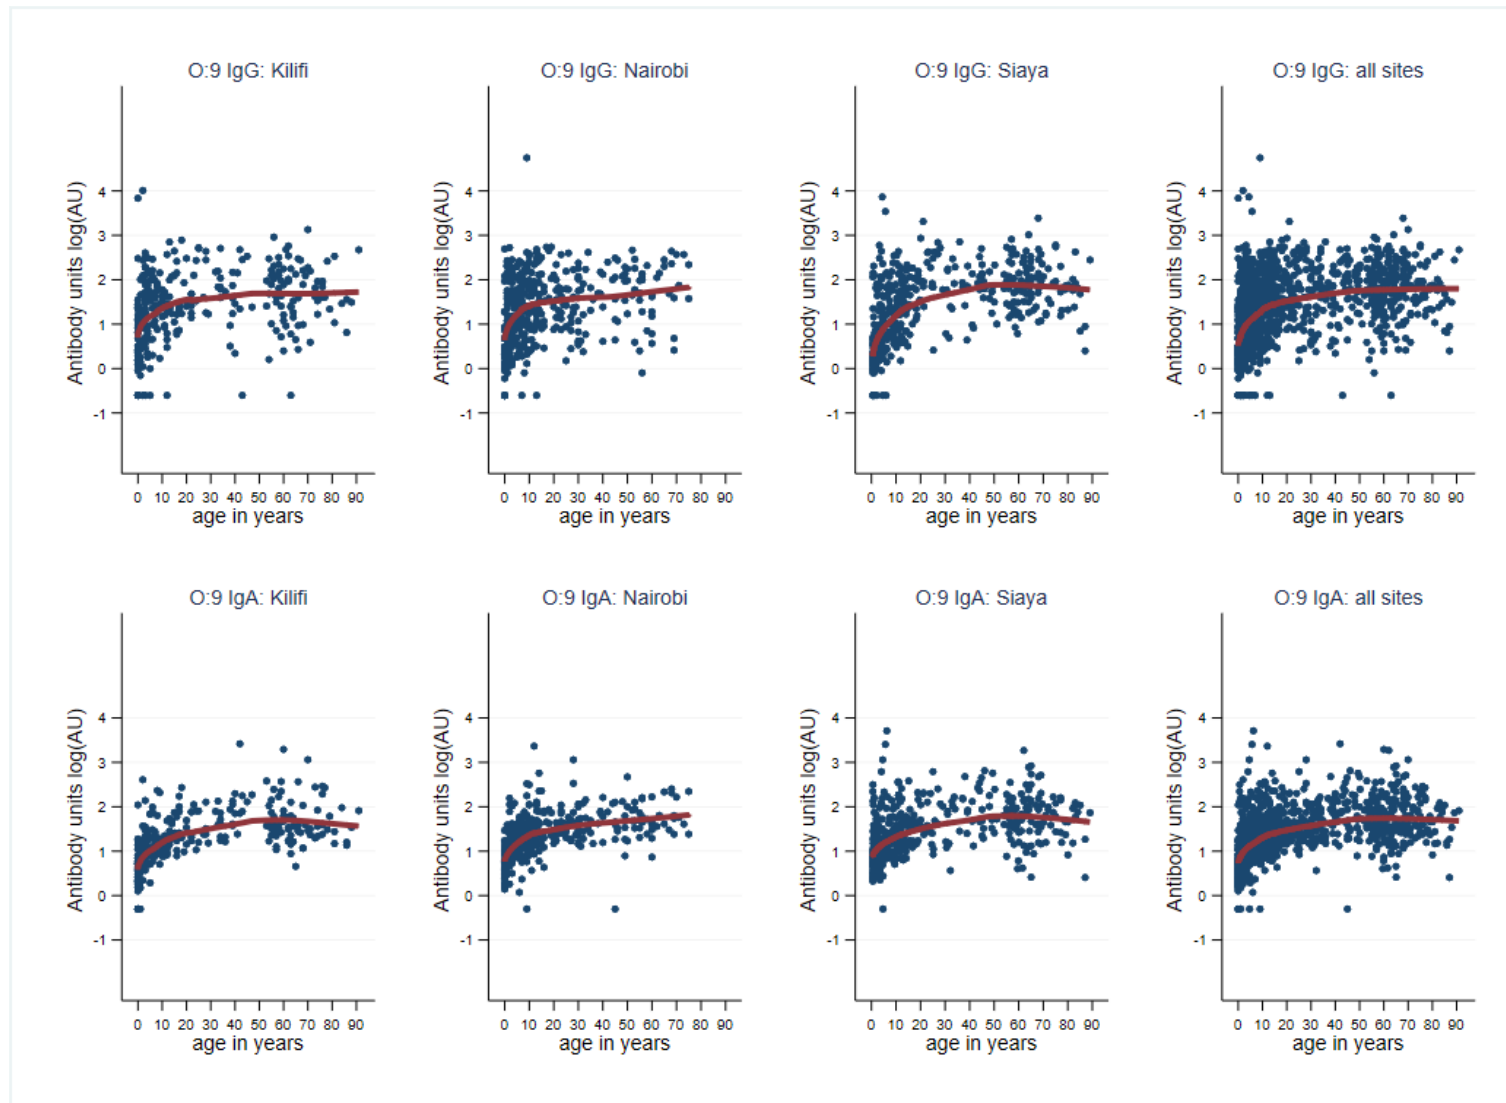 O:9 IgG: Kilifi
Antibody units log(AU)
4
3
2
1
0
-1
0 10 20 30 40 50 60 70 80 90
age in years
O:9 IgG: Nairobi
Antibody units log(AU)
4
3
2
1
0
-1
0 10 20 30 40 50 60 70 80 90
age in years
O:9 IgG: Siaya
Antibody units log(AU)
4
3
2
1
0
-1
0 10 20 30 40 50 60 70 80 90
age in years
O:9 IgG: all sites
Antibody units log(AU)
4
3
2
1
0
-1
0 10 20 30 40 50 60 70 80 90
age in years
O:9 IgA: Kilifi
Antibody units log(AU)
4
3
2
1
0
-1
0 10 20 30 40 50 60 70 80 90
age in years
O:9 IgA: Nairobi
Antibody units log(AU)
4
3
2
1
0
-1
0 10 20 30 40 50 60 70 80 90
age in years
O:9 IgA: Siaya
Antibody units log(AU)
4
3
2
1
0
-1
0 10 20 30 40 50 60 70 80 90
age in years
O:9 IgA: all sites
Antibody units log(AU)
4
3
2
1
0
-1
0 10 20 30 40 50 60 70 80 90
age in years